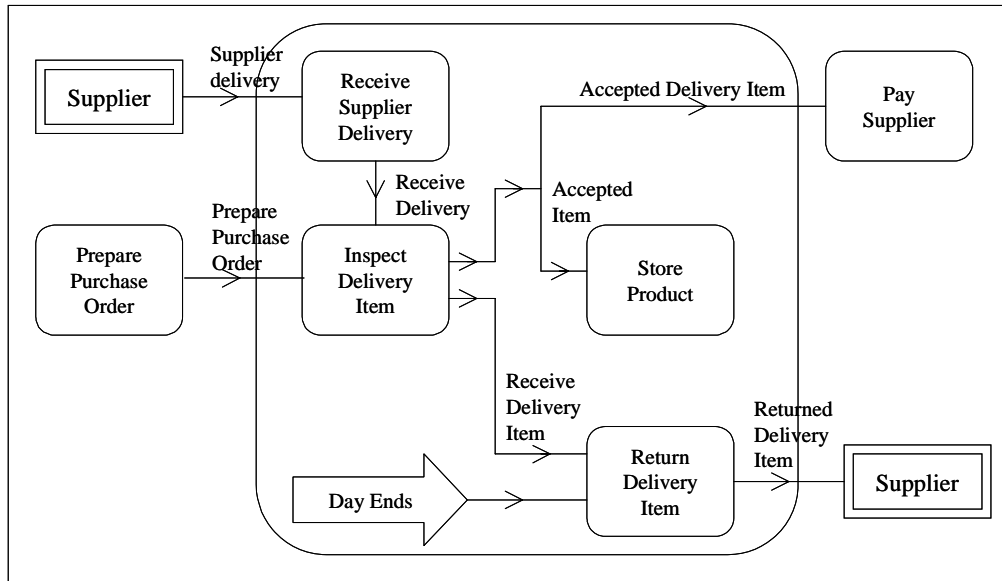 Supplier
Supplier
delivery
Receive
Supplier
Delivery
Accepted Delivery Item
Pay
Supplier
Receive
Delivery
Accepted
Item
Prepare
Purchase
Order
Prepare
Purchase
Order
Inspect
Delivery
Item
Store
Product
Receive
Delivery
Item
Returned
Delivery
Item
Day Ends
Return
Delivery
Item
Supplier